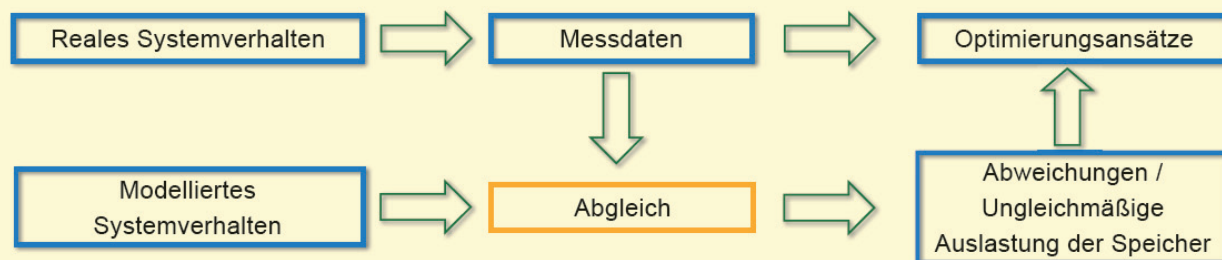 Reales Systemverhalten
Messdaten
Optimierungsansätze
Modelliertes
Systemverhalten
Abgleich
Abweichungen /
Ungleichmäßige
Auslastung der Speicher